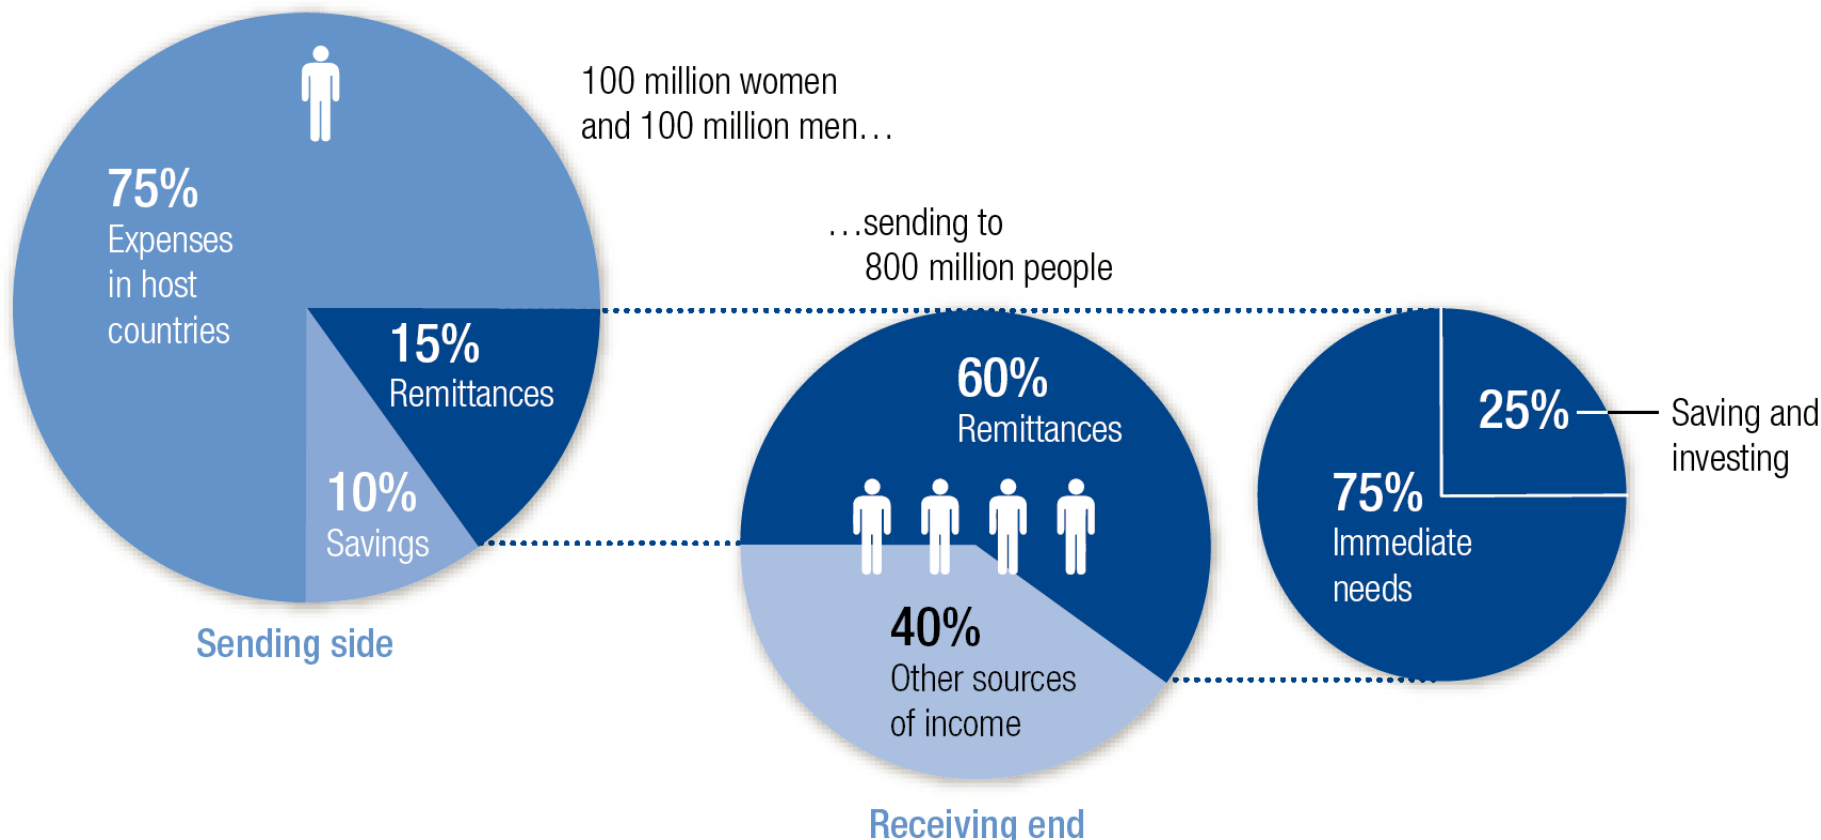 100 million women
and 100 million men…
75%
Expenses
in host
countries
15%
Remittances
10%
Savings
Sending side
…sending to
800 million people
60%
Remittances
40%
Other sources
of income
Receiving end
25%
Saving and
investing
75%
Immediate
needs